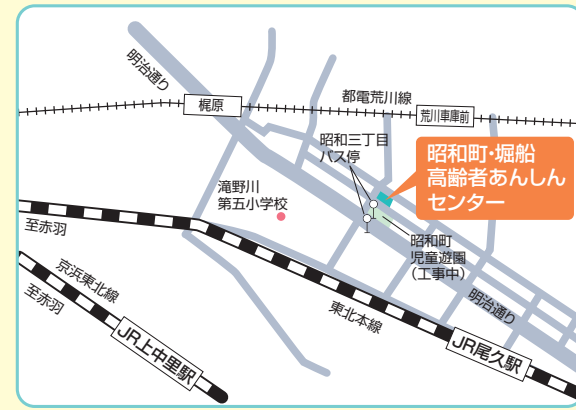 明治通り
梶原
都電荒川線
荒川車庫前
昭和三丁目
バス停
昭和町・堀船
高齢者あんしん
センター
滝野川
第五小学校
昭和町
児童遊園
（工事中）
至赤羽
京浜東北線
至赤羽
JR上中里駅
東北本線
明治通り
JR尾久駅